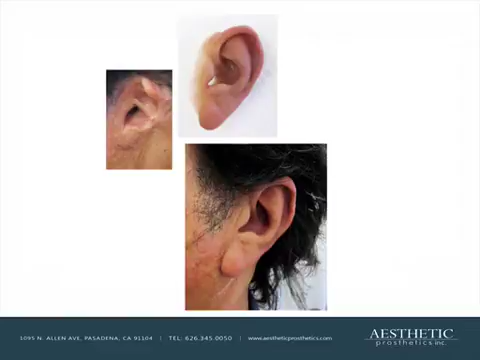 1095 N. ALLEN AVE, PASADENA, CA 91104 | TEL: 626.345.0050 | www.aestheticprosthetics.com
AESTHETIC
prosthetics inc.